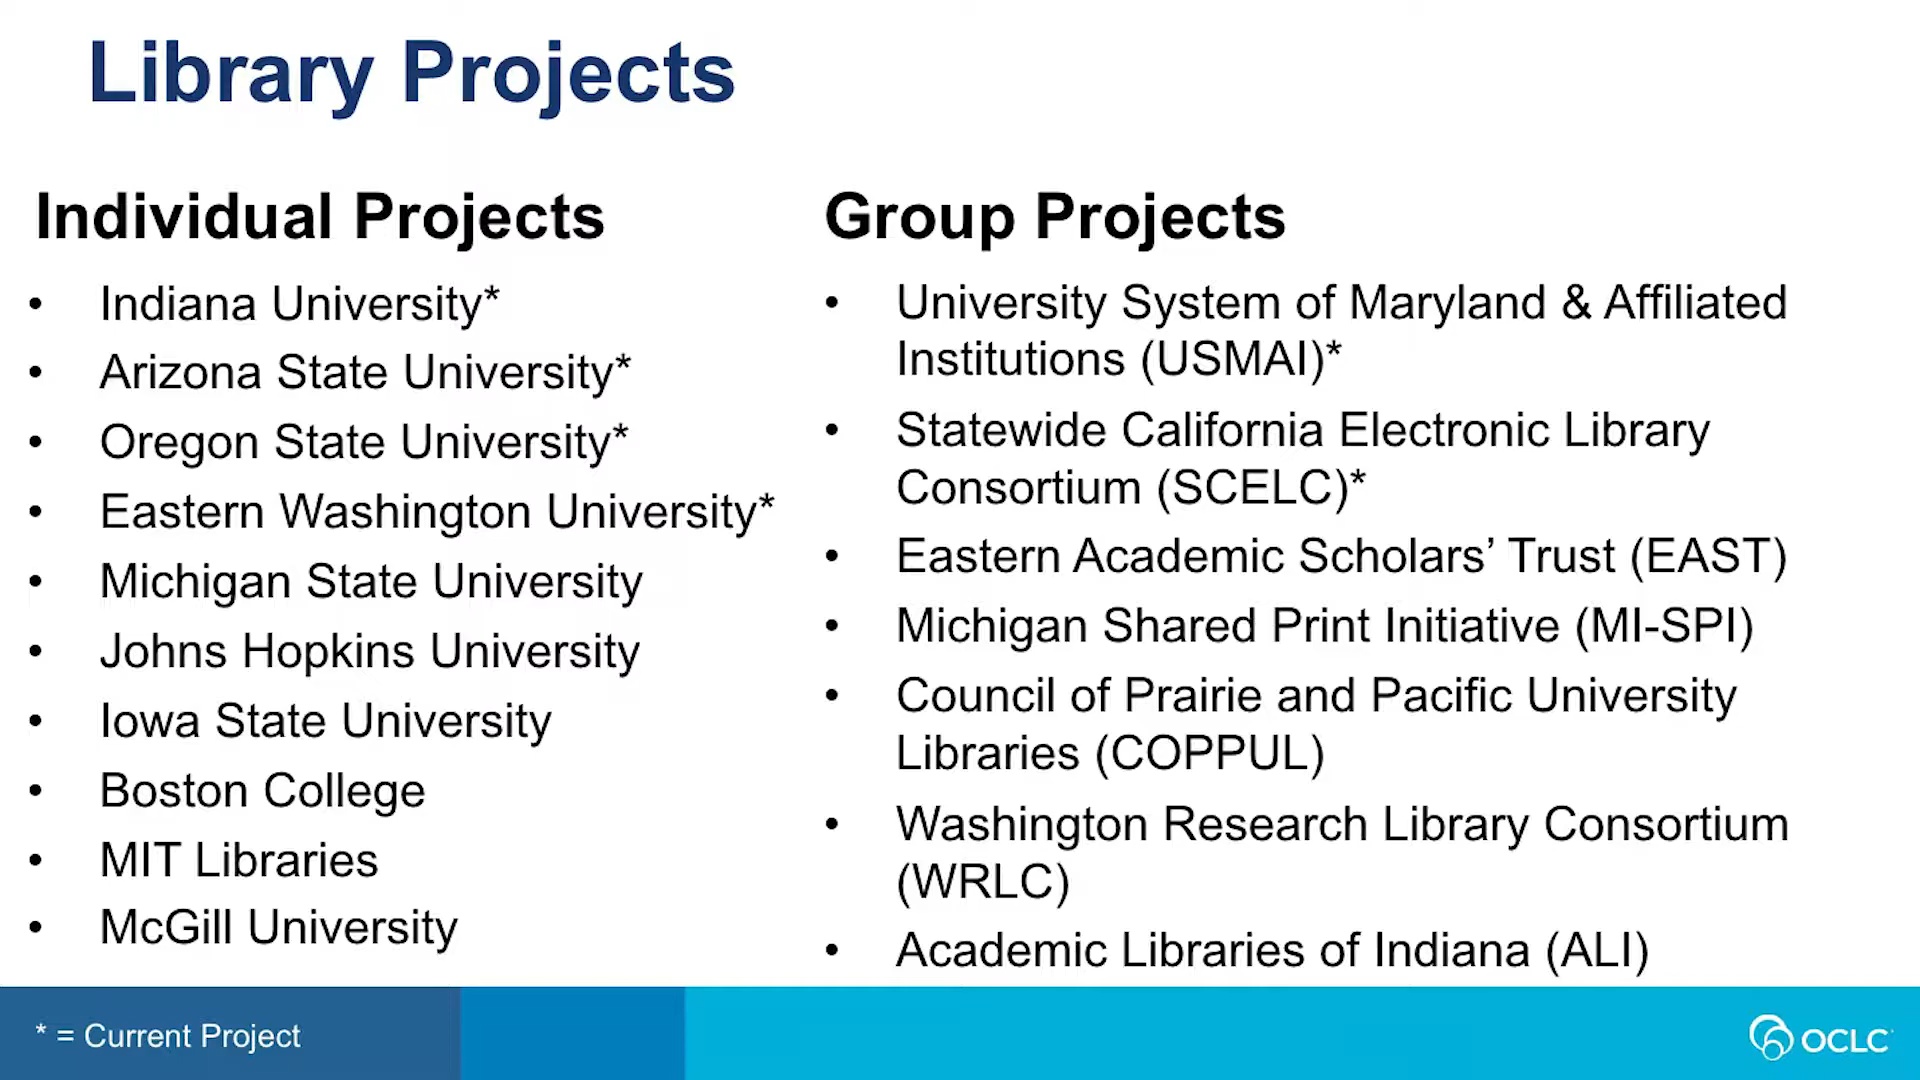 Library Projects
Individual Projects
• Indiana University*
• Arizona State University*
• Oregon State University*
• Eastern Washington University*
• Michigan State University
• Johns Hopkins University
• Iowa State University
• Boston College
• MIT Libraries
• McGill University
Group Projects
• University System of Maryland & Affiliated
Institutions (USMAI)*
• Statewide California Electronic Library
Consortium (SCELC)*
• Eastern Academic Scholars’ Trust (EAST)
• Michigan Shared Print Initiative (MI-SPI)
• Council of Prairie and Pacific University
Libraries (COPPUL)
• Washington Research Library Consortium
(WRLC)
• Academic Libraries of Indiana (ALI)
* = Current Project
OCLC